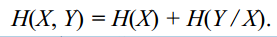 H(X, Y) = H(X) + H(Y / X).